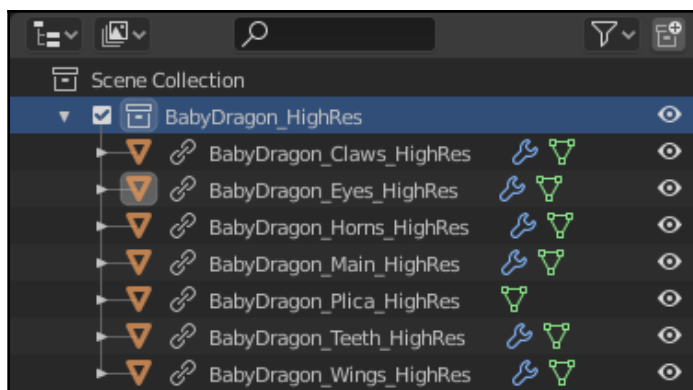 Scene Collection
BabyDragon_HighRes
BabyDragon_Claws_HighRes
BabyDragon_Eyes_HighRes
BabyDragon_Horns_HighRes
BabyDragon_Main_HighRes
BabyDragon_Plica_HighRes
BabyDragon_Teeth_HighRes
BabyDragon_Wings_HighRes